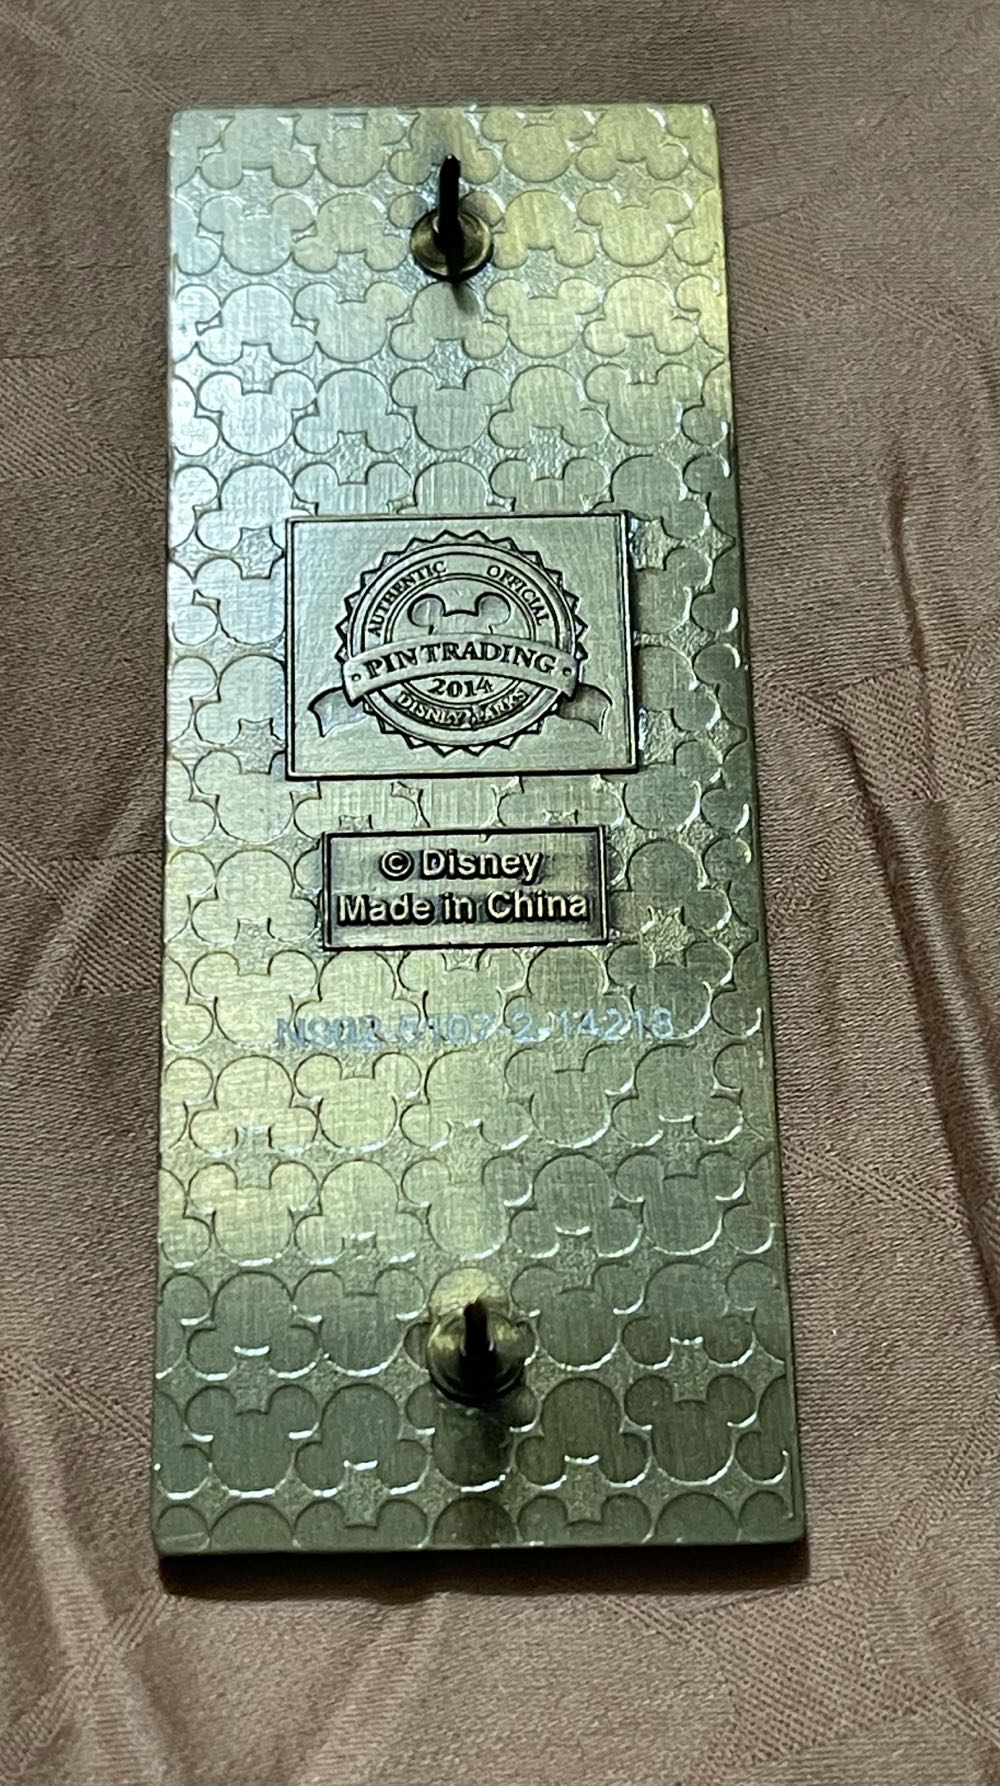 AUTHENTIC OFFICIAL
PIN TRADING
2014
DISNEY PARKS
© Disney
Made in China